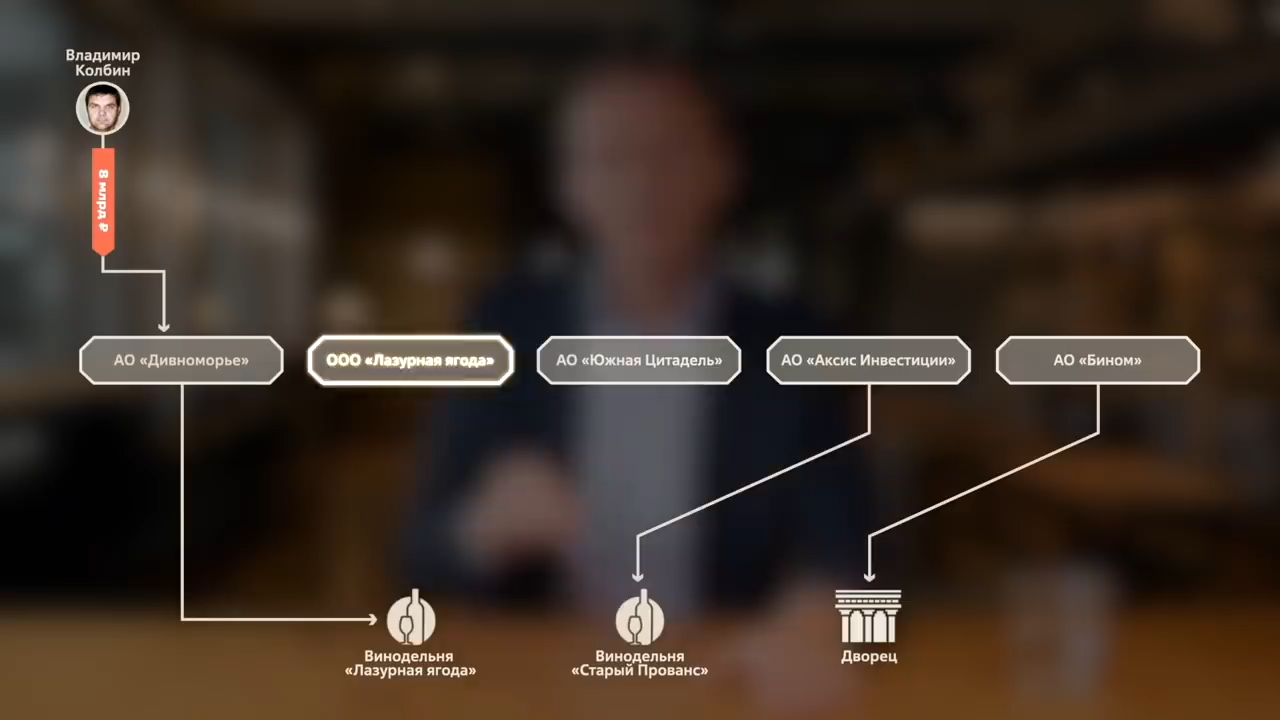 Владимир
Колбин
8 млрд ₽
АО «Дивноморье»
ООО «Лазурная ягода»
АО «Южная Цитадель»
АО «Аксис Инвестиции»
АО «Бином»
Винодельня
«Лазурная ягода»
Винодельня
«Старый Прованс»
Дворец